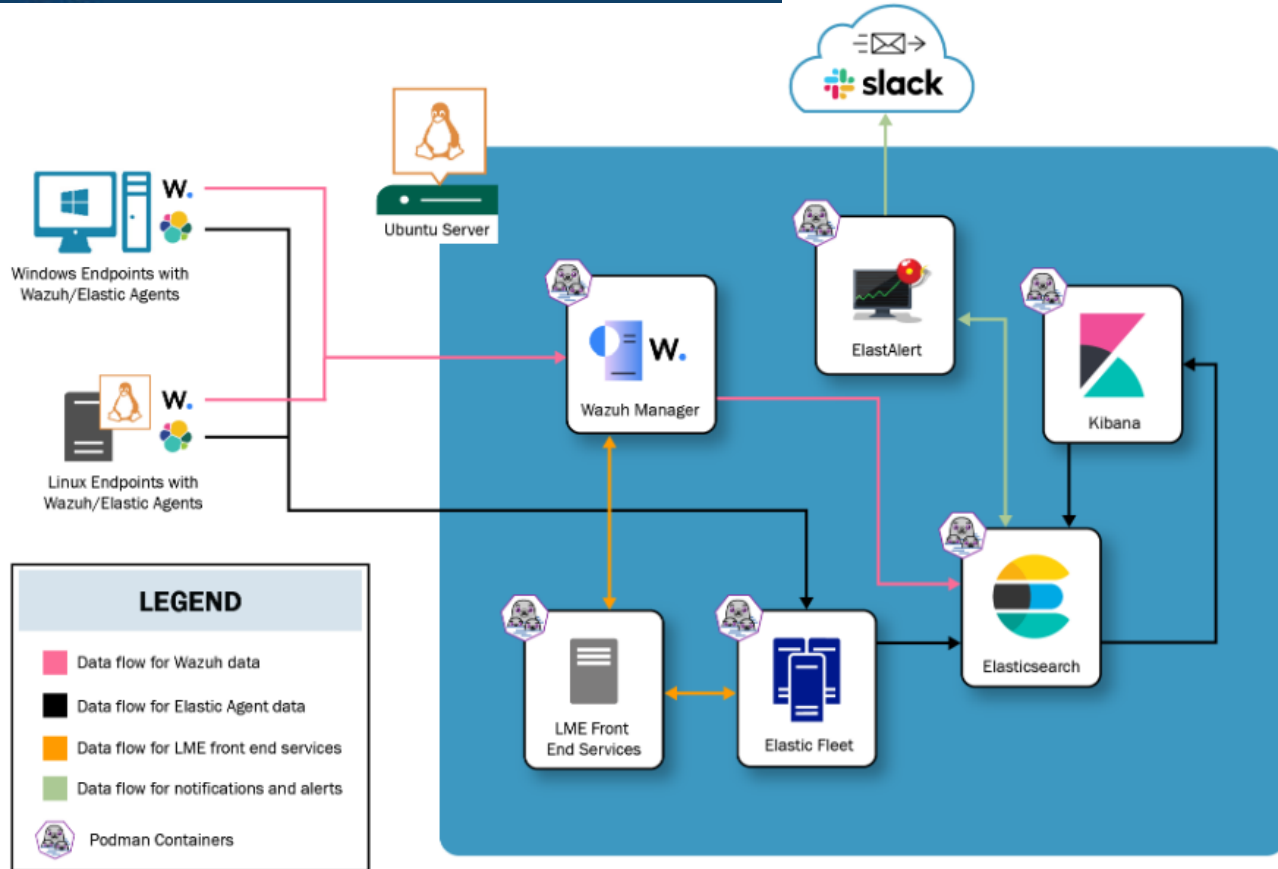 slack
Ubuntu Server
W.
Windows Endpoints with
Wazuh/Elastic Agents
W.
Linux Endpoints with
Wazuh/Elastic Agents
W.
Wazuh Manager
ElastAlert
Kibana
Elasticsearch
LME Front
End Services
Elastic Fleet
LEGEND
Data flow for Wazuh data
Data flow for Elastic Agent data
Data flow for LME front end services
Data flow for notifications and alerts
Podman Containers